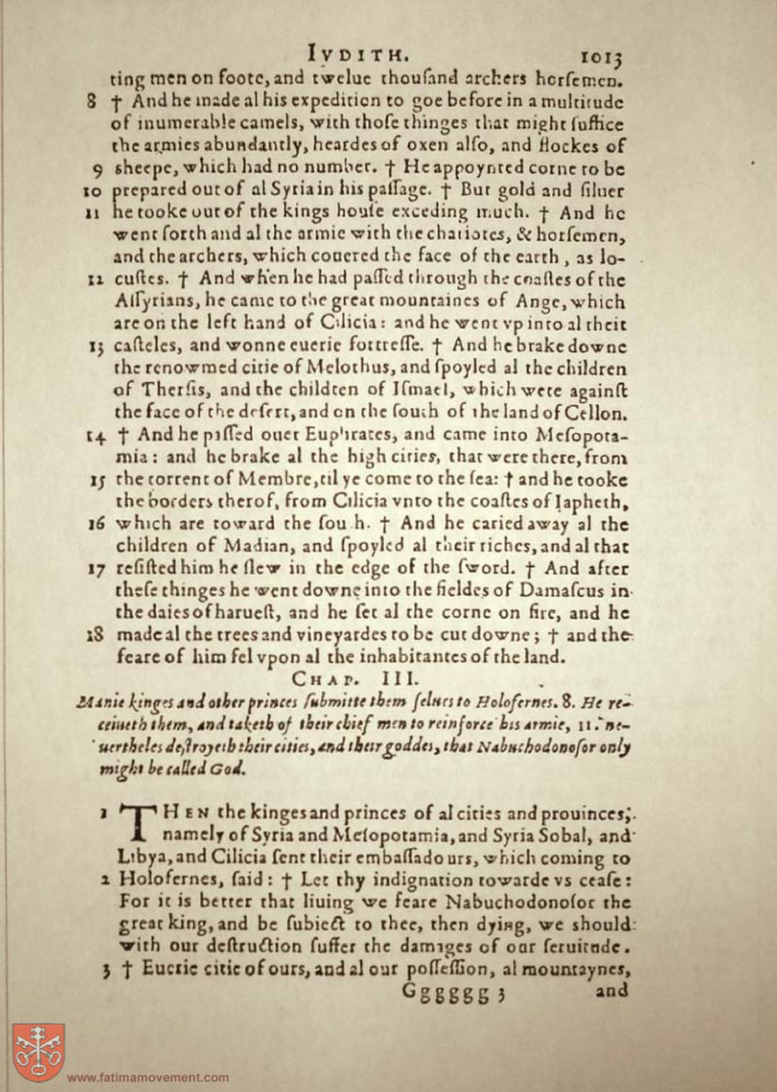 IVDITH. 1013
ting men on foote, and twelue thousand archers horsemen.
8 † And he made al his expedition to goe before in a multitude
of inumerable camels, with those thinges that might suffice
the armies abundantly, heardes of oxen also, and flockes of
9 sheepe, which had no number. † He appoynted corne to be
10 prepared out of al Syria in his passage. † But gold and siluer
11 he tooke out of the kings house exceding much. † And he
went forth and al the armie with the chariotes, & horsemen,
and the archers, which couered the face of the earth, as lo-
12 custes. † And when he had passed through the coastes of the
Assyrians, he came to the great mountaines of Ange, which
are on the left hand of Cilicia: and he went vp into al their
13 casteles, and wonne euerie fortresse. † And he brake downe
the renowmed citie of Melothus, and spoyled al the children
of Thersis, and the children of Ismael, which were against
the face of the desert, and on the south of the land of Cellon.
14 † And he passed ouer Euphrates, and came into Mesopota-
mia: and he brake al the high cities, that were there, from
15 the torrent of Membre, til ye come to the sea: † and he tooke
the borders therof, from Cilicia vnto the coastes of Iapheth,
16 which are toward the sou h. † And he caried away al the
children of Madian, and spoyled al their riches, and al that
17 resisted him he slew in the edge of the sword. † And after
these thinges he went downe into the fieldes of Damascus in
the daies of haruest, and he set al the corne on fire, and he
18 made al the trees and vineyardes to be cut downe; † and the
feare of him fel vpon al the inhabitantes of the land.
CHAP. III.
Manie kinges and other princes submitte them selues to Holofernes. 8. He re-
ceiueth them, and taketh of their chief men to reinforce his armie, 11. ne-
uertheles destroyeth their cities, and their goddes, that Nabuchodonosor only
might be called God.
1 THEN the kinges and princes of al cities and prouinces,
namely of Syria and Mesopotamia, and Syria Sobal, and
Libya, and Cilicia sent their embassadours, which coming to
2 Holofernes, said: † Let thy indignation towarde vs cease:
For it is better that liuing we feare Nabuchodonosor the
great king, and be subiect to thee, then dying, we should
with our destruction suffer the damages of our seruitude.
3 † Euerie citie of ours, and al our possession, al mountaynes,
Gggggg 3 and
www.fatimamovement.com